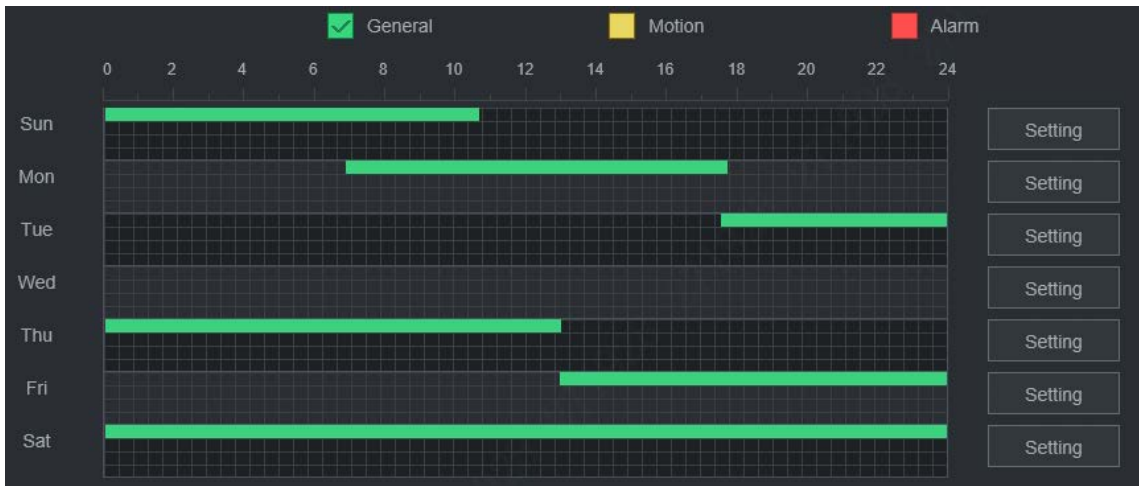 General Motion Alarm
0 2 4 6 8 10 12 14 16 18 20 22 24
Sun Setting
Mon Setting
Tue Setting
Wed Setting
Thu Setting
Fri Setting
Sat Setting